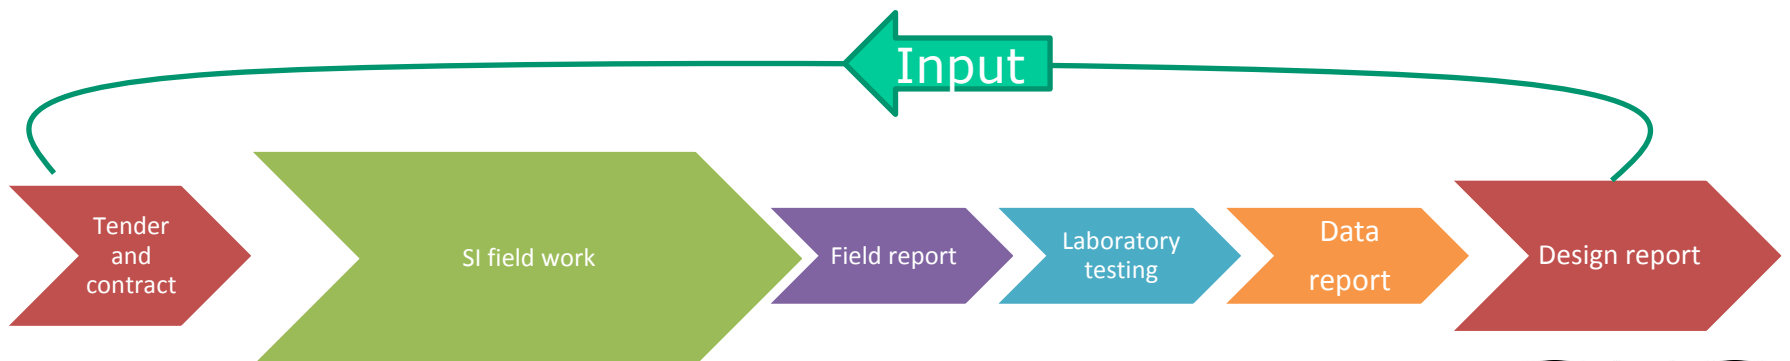 Input
Tender
and
contract
SI field work
Field report
Laboratory
testing
Data
report
Design report